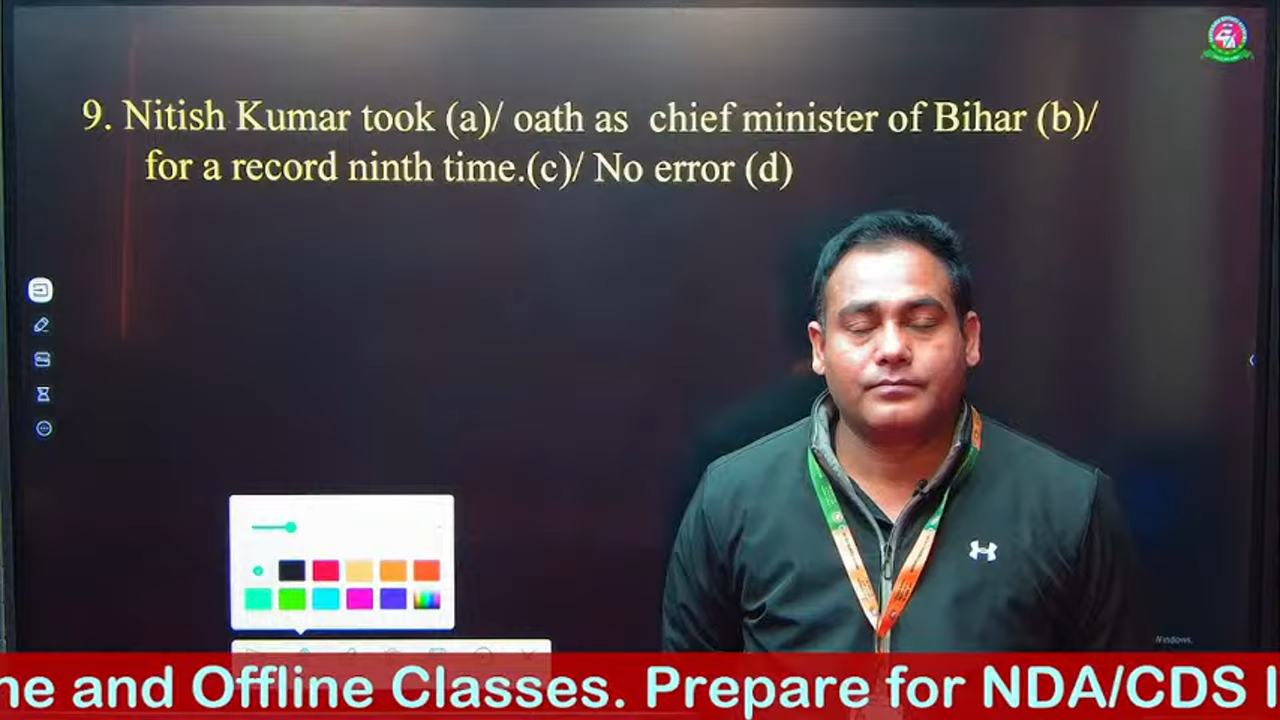 9. Nitish Kumar took (a)/ oath as chief minister of Bihar (b)/
for a record ninth time.(c)/ No error (d)
Windows.
ne and Offline Classes. Prepare for NDA/CDS I